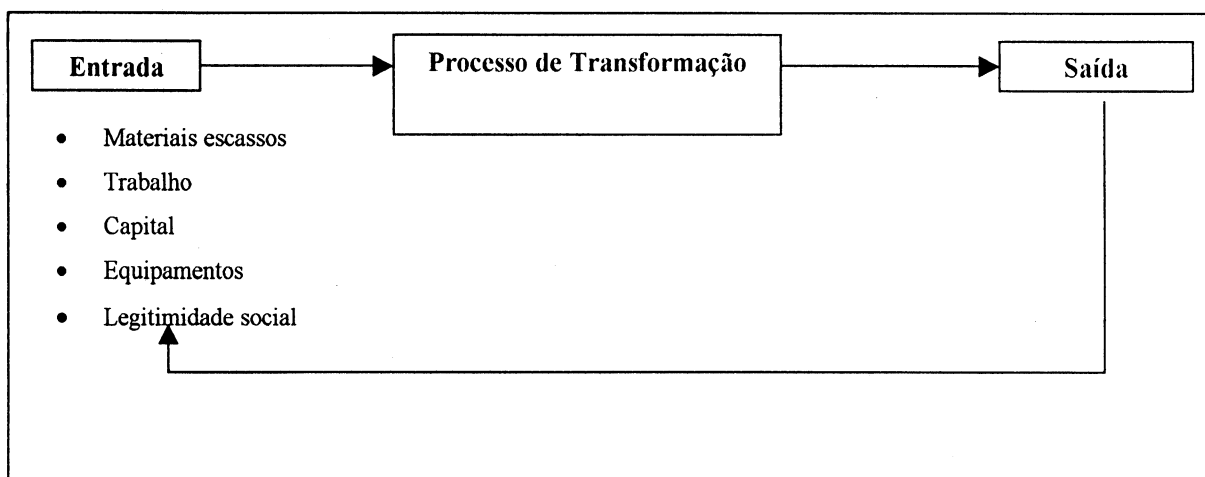 Entrada
Processo de Transformação
Saída
• Materiais escassos
• Trabalho
• Capital
• Equipamentos
• Legitimidade social